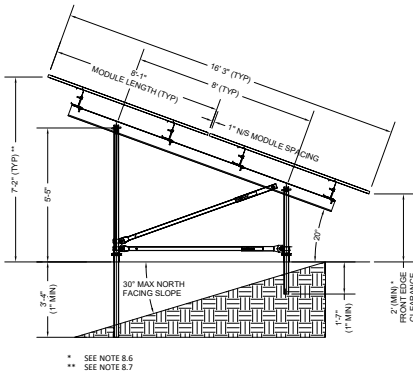 16' 3" (TYP)
8'-1"
MODULE LENGTH (TYP)
8' (TYP)
1" N/S MODULE SPACING
7'-2" (TYP) **
5'-5"
20°
30° MAX NORTH
FACING SLOPE
3'-4"
(1" MIN)
1'-7"
(1" MIN)
2' (MIN) *
FRONT EDGE
CLEARANCE
* SEE NOTE 8.6
** SEE NOTE 8.7